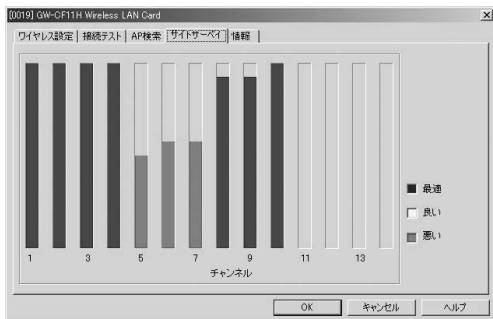 [0019] GW-CF11H Wireless LAN Card
ワイヤレス設定 接続テスト AP検索 サイトサーベイ 情報
最適
良い
悪い
1 3 5 7 9 11 13
チャンネル
OK キャンセル ヘルプ